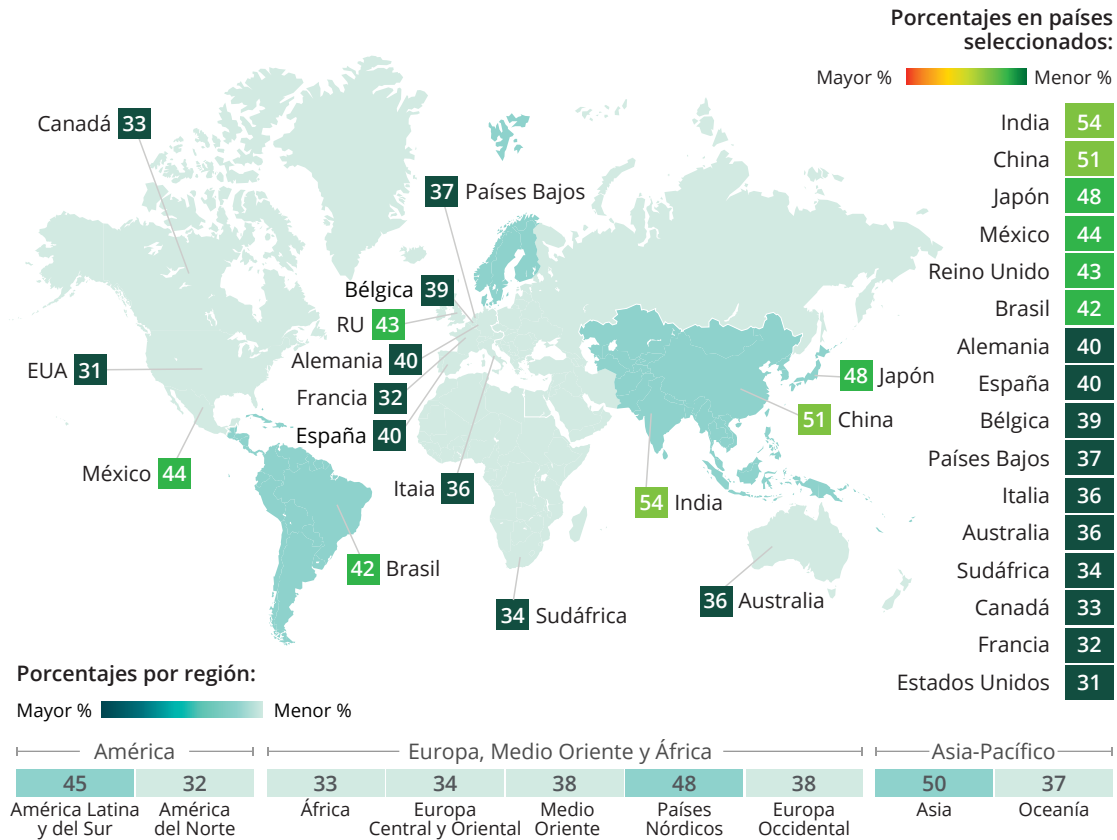 Porcentajes en países
seleccionados:
Mayor % Menor %
India 54
China 51
Japón 48
México 44
Reino Unido 43
Brasil 42
Alemania 40
España 40
Bélgica 39
Países Bajos 37
Italia 36
Australia 36
Sudáfrica 34
Canadá 33
Francia 32
Estados Unidos 31
Canadá 33
37 Países Bajos
Bélgica 39
RU 43
Alemania 40
EUA 31
Francia 32
España 40
48 Japón
51 China
México 44
Itaia 36
54 India
42 Brasil
34 Sudáfrica
36 Australia
Porcentajes por región:
Mayor % Menor %
América
45
América Latina
y del Sur
32
América
del Norte
Europa, Medio Oriente y África
33
África
34
Europa
Central y Oriental
38
Medio
Oriente
48
Países
Nórdicos
38
Europa
Occidental
Asia-Pacífico
50
Asia
37
Oceanía